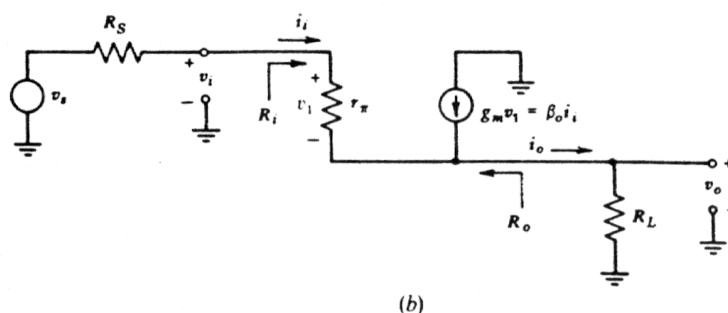 R_S
i_i
+
v_i
−
v_s
R_i
+
v_1
−
r_π
g_m v_1 = β_o i_i
i_o
R_o
R_L
+
v_o
-
(b)